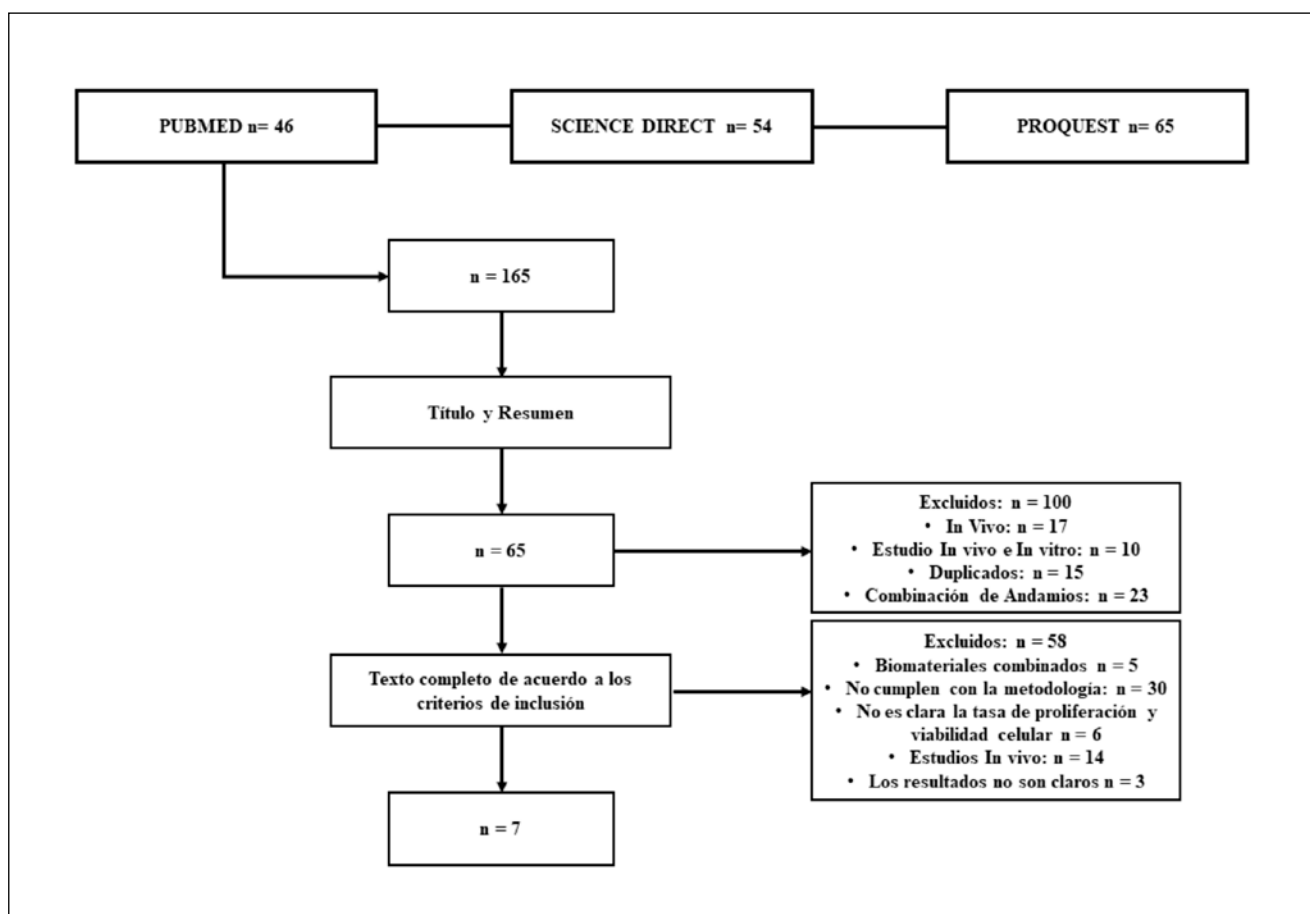 PUBMED n= 46
SCIENCE DIRECT n= 54
PROQUEST n= 65
n = 165
Título y Resumen
n = 65
Excluidos: n = 100
• In Vivo: n = 17
• Estudio In vivo e In vitro: n = 10
• Duplicados: n = 15
• Combinación de Andamios: n = 23
Texto completo de acuerdo a los
criterios de inclusión
Excluidos: n = 58
• Biomateriales combinados n = 5
• No cumplen con la metodología: n = 30
• No es clara la tasa de proliferación y
viabilidad celular n = 6
• Estudios In vivo: n = 14
• Los resultados no son claros n = 3
n = 7